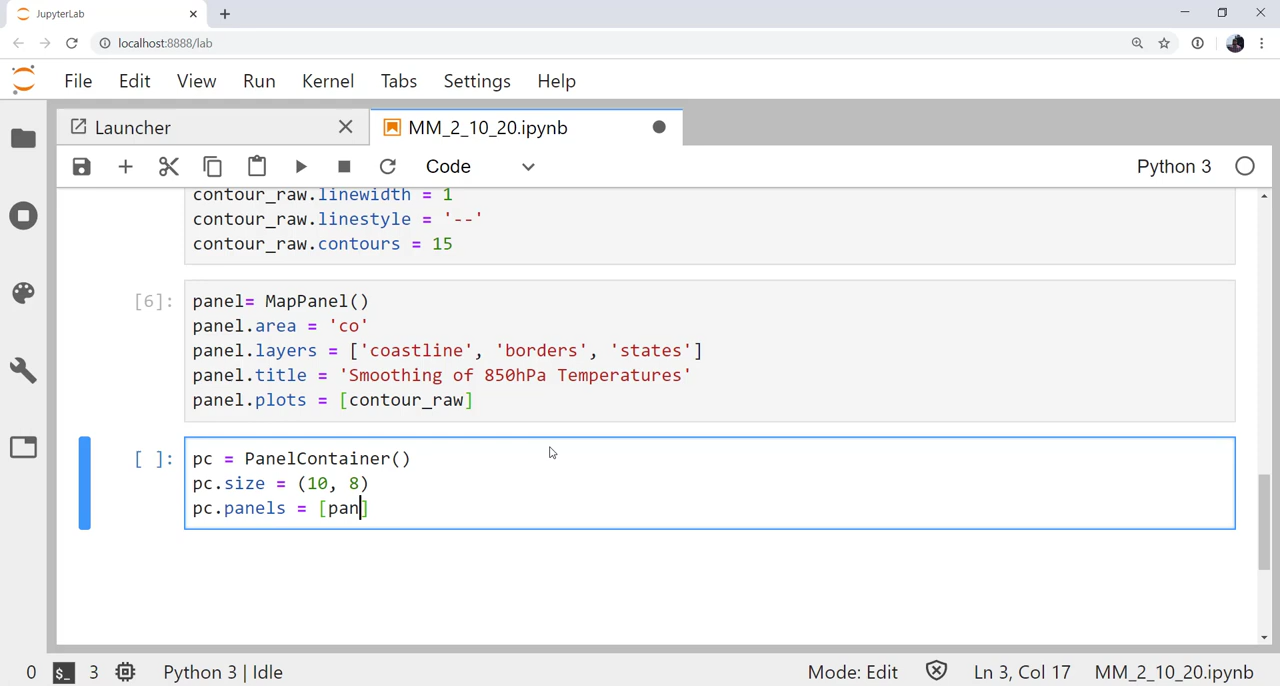 JupyterLab
localhost:8888/lab
File Edit View Run Kernel Tabs Settings Help
Launcher MM_2_10_20.ipynb
Code Python 3
contour_raw.linewidth = 1
contour_raw.linestyle = '--'
contour_raw.contours = 15
[6]: panel= MapPanel()
panel.area = 'co'
panel.layers = ['coastline', 'borders', 'states']
panel.title = 'Smoothing of 850hPa Temperatures'
panel.plots = [contour_raw]
[ ]: pc = PanelContainer()
pc.size = (10, 8)
pc.panels = [pan]
0 $_ 3 Python 3 | Idle Mode: Edit Ln 3, Col 17 MM_2_10_20.ipynb